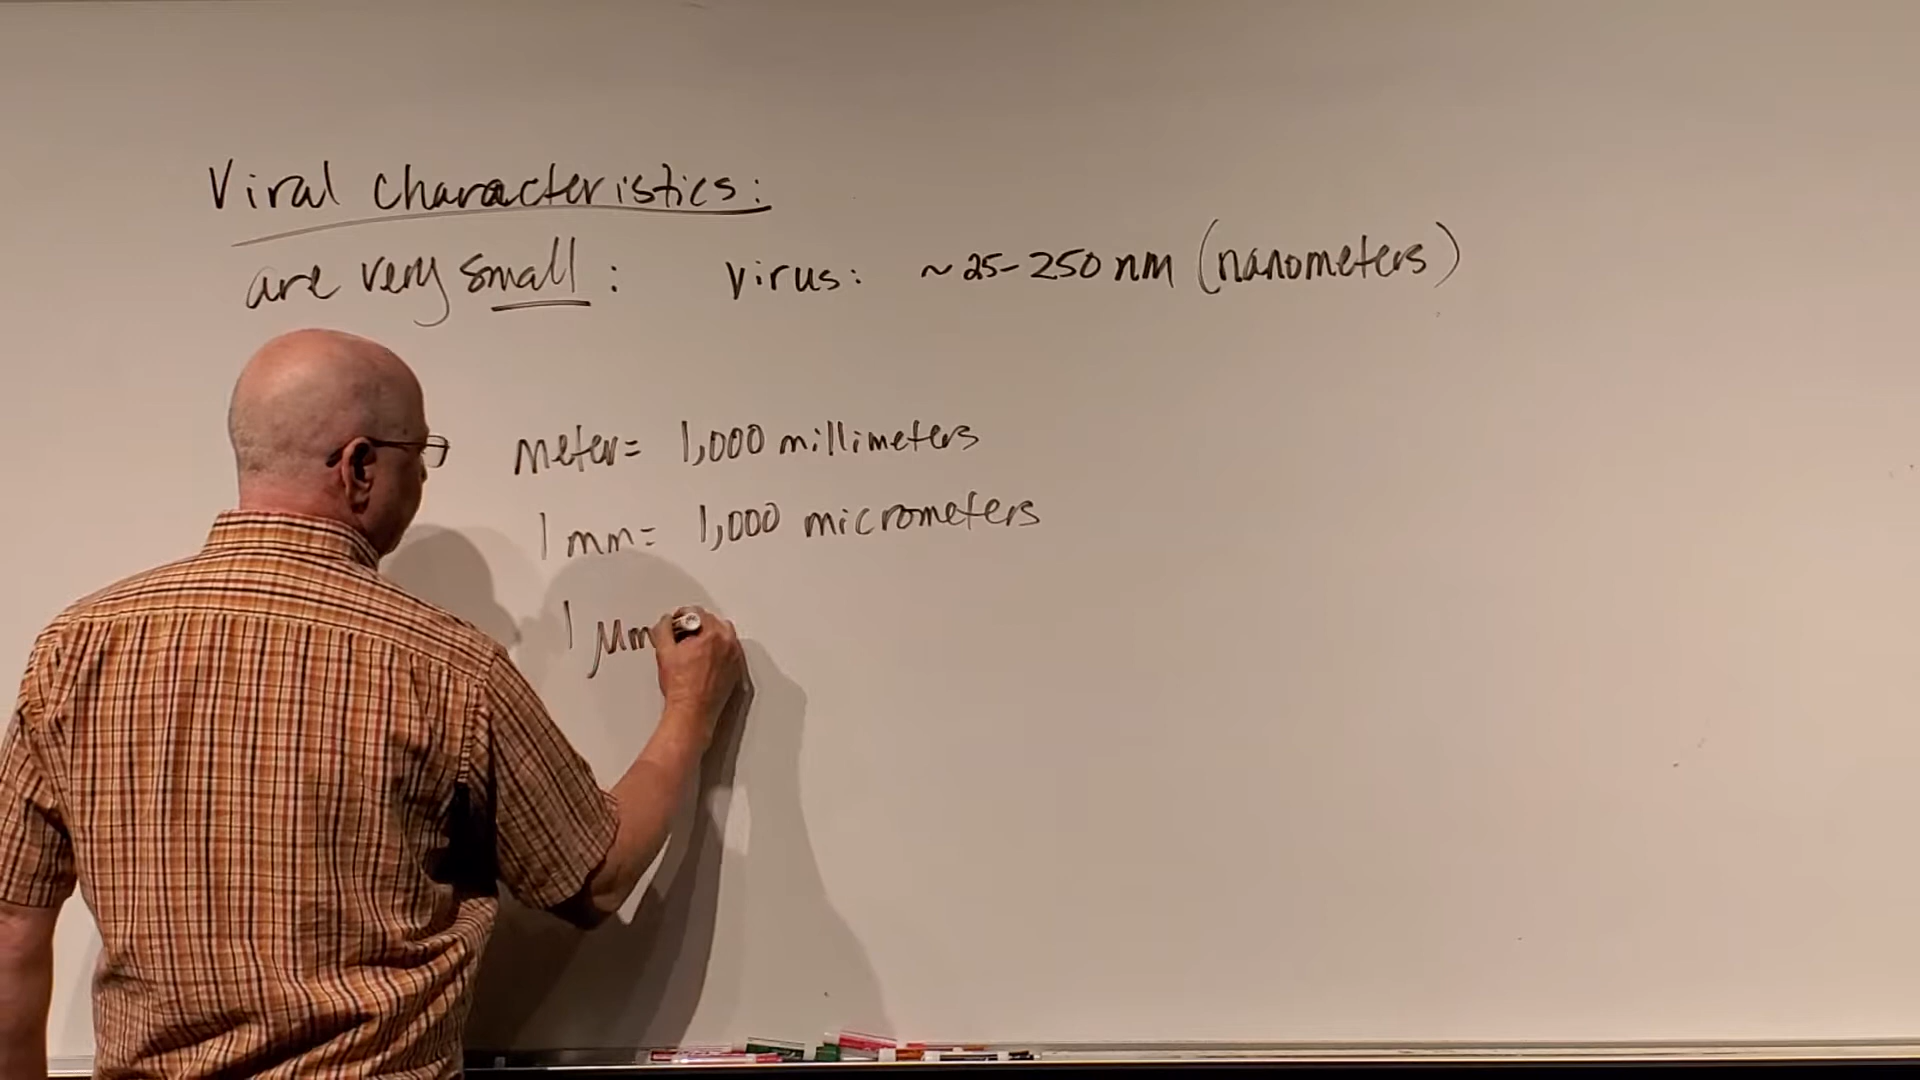 Viral characteristics:
are very small: virus: ~25-250 nm (nanometers)
meter= 1,000 millimeters
1 mm= 1,000 micrometers
1 µm